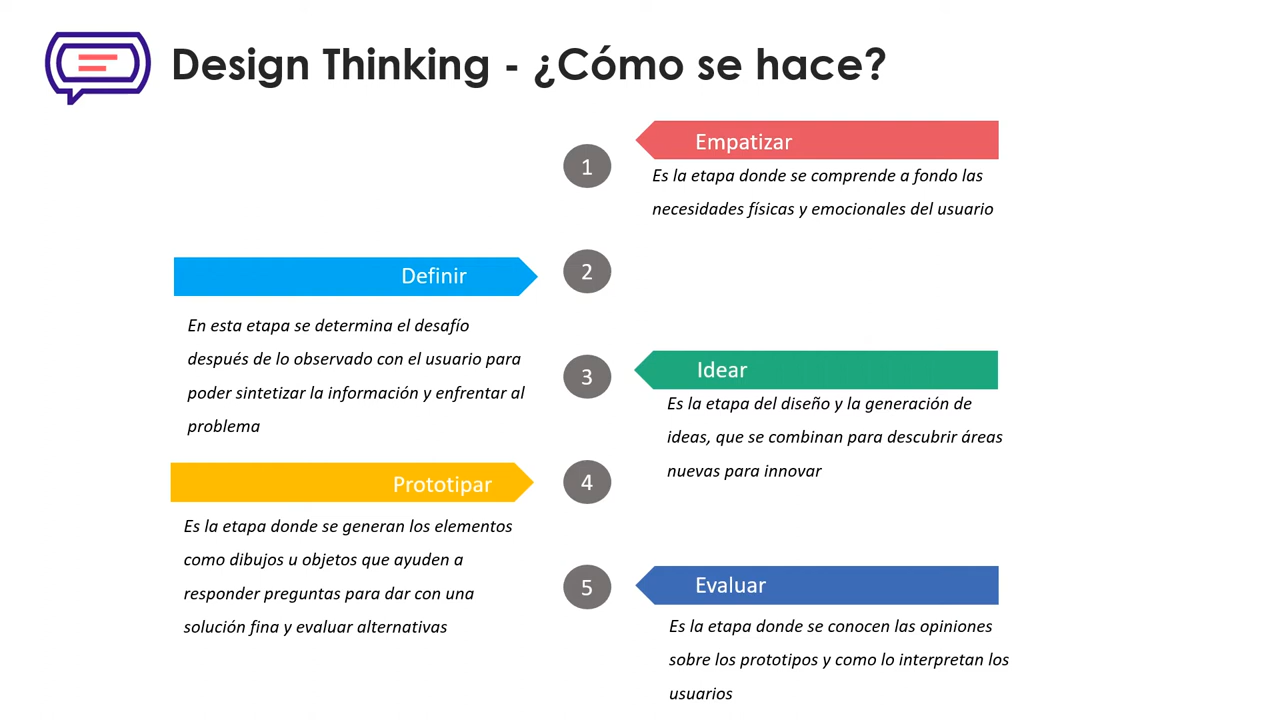 Design Thinking - ¿Cómo se hace?
1
Empatizar
Es la etapa donde se comprende a fondo las
necesidades físicas y emocionales del usuario
2
Definir
En esta etapa se determina el desafío
después de lo observado con el usuario para
poder sintetizar la información y enfrentar al
problema
3
Idear
Es la etapa del diseño y la generación de
ideas, que se combinan para descubrir áreas
nuevas para innovar
4
Prototipar
Es la etapa donde se generan los elementos
como dibujos u objetos que ayuden a
responder preguntas para dar con una
solución fina y evaluar alternativas
5
Evaluar
Es la etapa donde se conocen las opiniones
sobre los prototipos y como lo interpretan los
usuarios